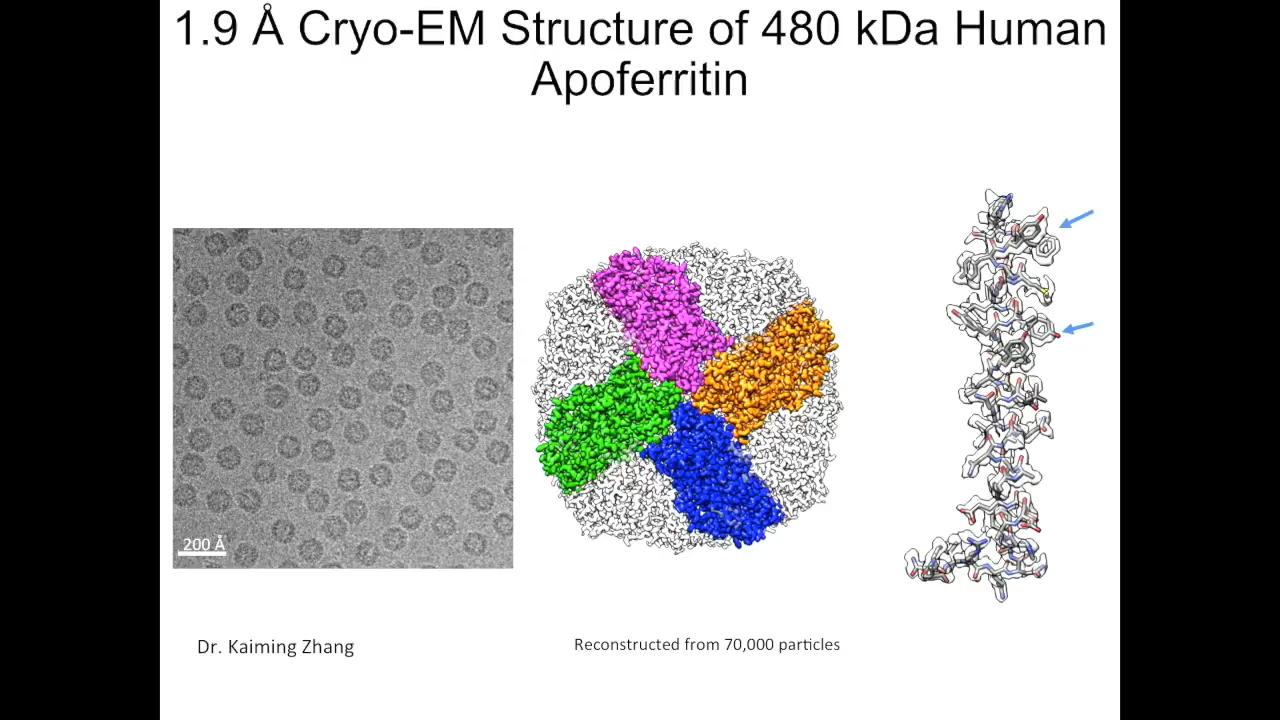 1.9 Å Cryo-EM Structure of 480 kDa Human
Apoferritin
200 Å
Dr. Kaiming Zhang
Reconstructed from 70,000 particles